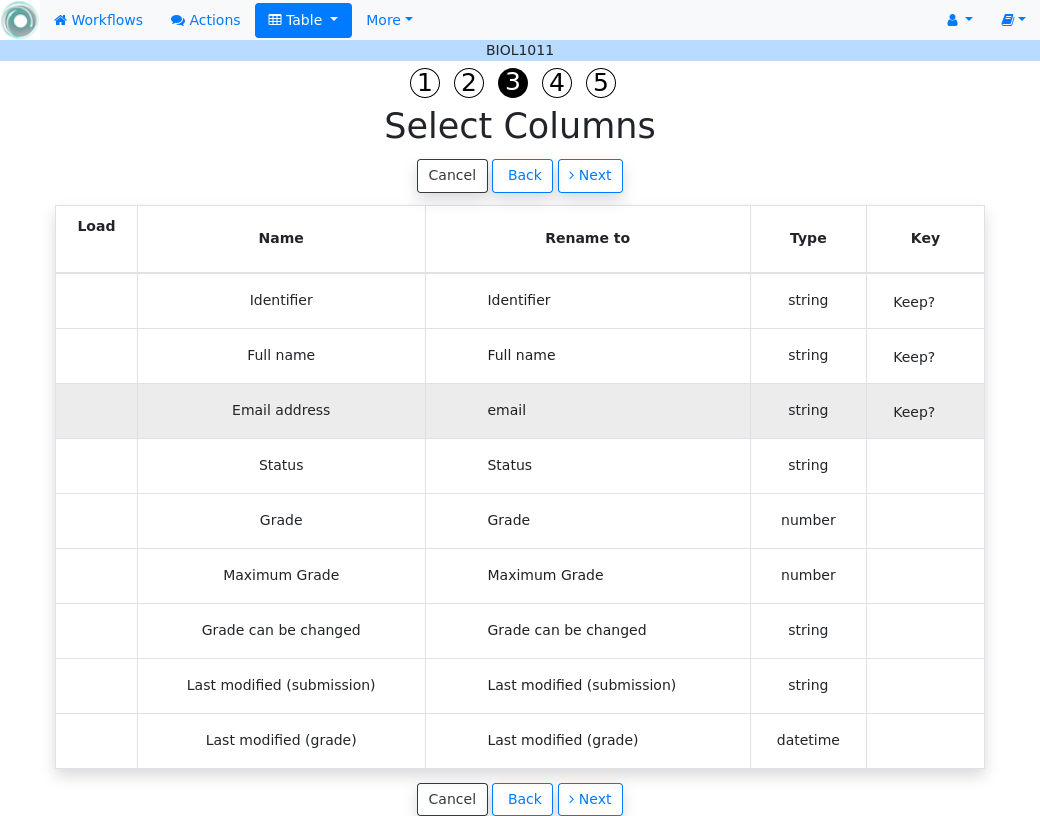 Workflows Actions Table More
BIOL1011
1 2 3 4 5
Select Columns
Cancel Back Next
Load Name Rename to Type Key
Identifier Identifier string Keep?
Full name Full name string Keep?
Email address email string Keep?
Status Status string
Grade Grade number
Maximum Grade Maximum Grade number
Grade can be changed Grade can be changed string
Last modified (submission) Last modified (submission) string
Last modified (grade) Last modified (grade) datetime
Cancel Back Next